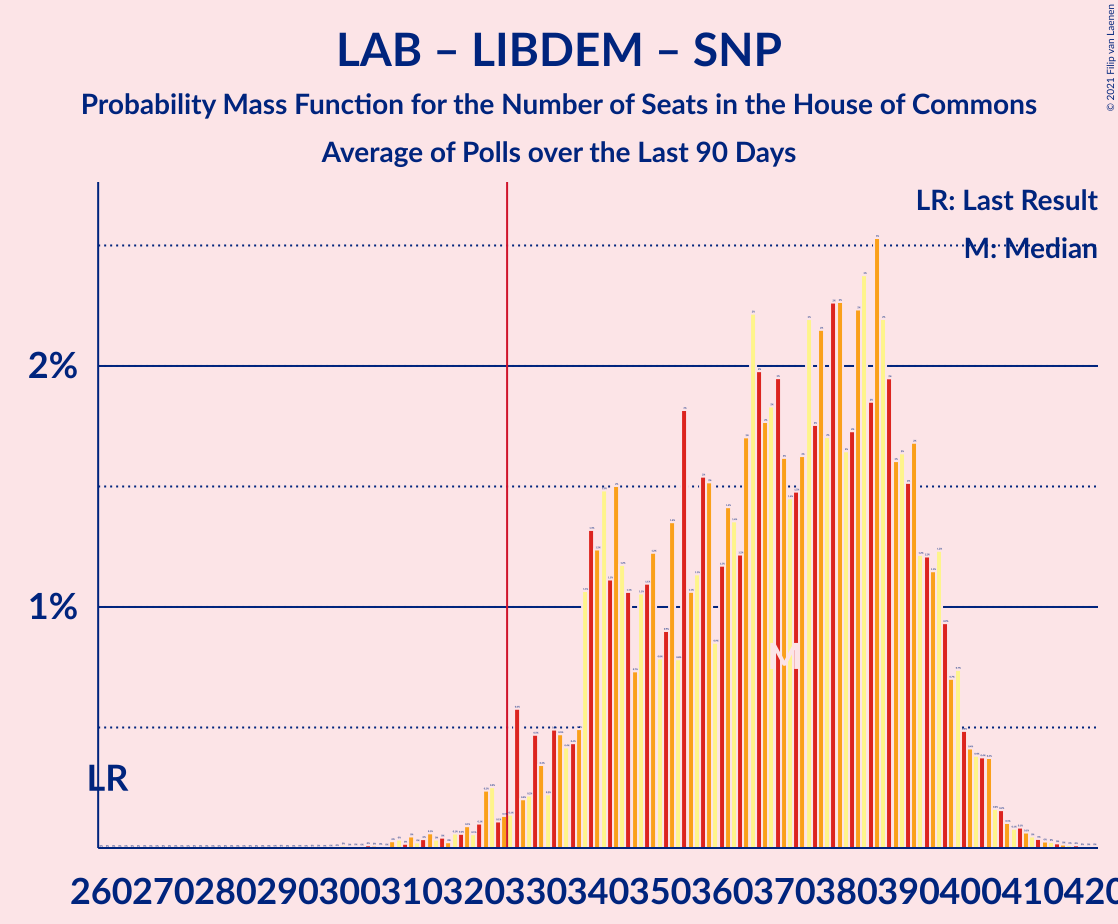 LAB – LIBDEM – SNP
Probability Mass Function for the Number of Seats in the House of Commons
Average of Polls over the Last 90 Days
© 2021 Filip van Laenen
LR: Last Result
M: Median
2%
1%
M
LR
260270280290300310320330340350360370380390400410420